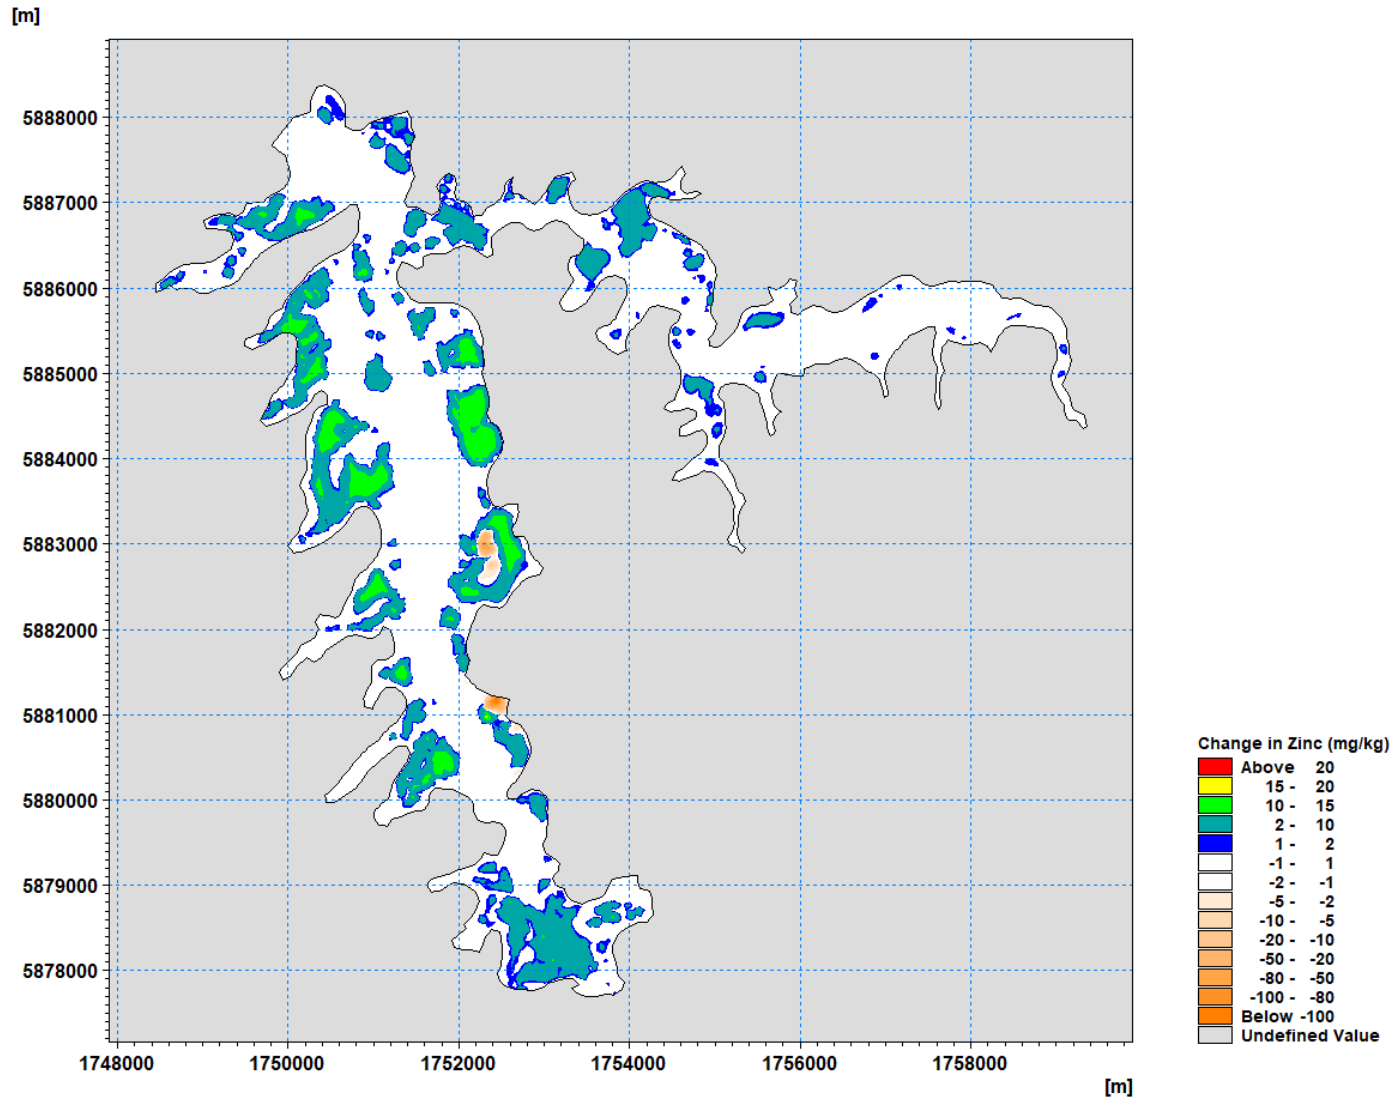 [m]
5888000
5887000
5886000
5885000
5884000
5883000
5882000
5881000
5880000
5879000
5878000
1748000 1750000 1752000 1754000 1756000 1758000
[m]
Change in Zinc (mg/kg)
Above 20
15 - 20
10 - 15
2 - 10
1 - 2
-1 - 1
-2 - -1
-5 - -2
-10 - -5
-20 - -10
-50 - -20
-80 - -50
-100 - -80
Below -100
Undefined Value